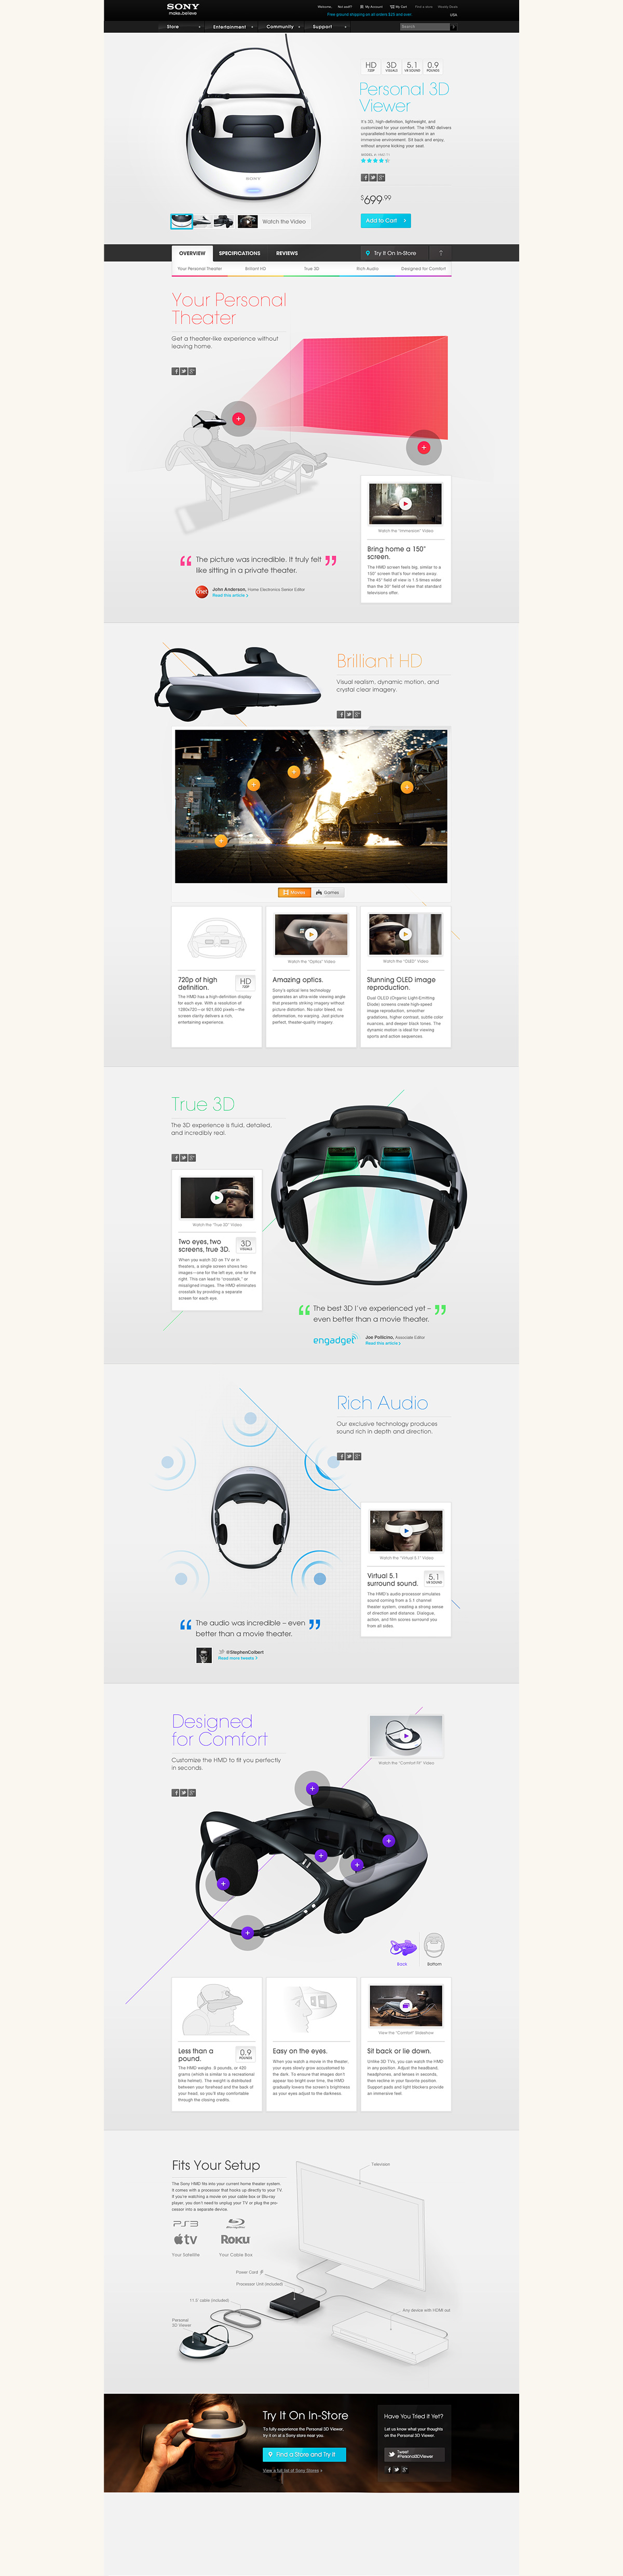 SONY
make.believe
Welcome.
Not Joe?
My Account
My Cart
Find a store
Weekly Deals
Free ground shipping on all orders $25 and over.
USA
Store
Entertainment
Community
Support
Search
HD
720P
3D
VISUALS
5.1
VR SOUND
0.9
POUNDS
Personal 3D
Viewer
It's 3D, high-definition, lightweight, and
customized for your comfort. The HMD delivers
unparalleled home entertainment in an
immersive environment. Sit back and enjoy,
without anyone kicking your seat.
$699.99
Watch the Video
Add to Cart
OVERVIEW
SPECIFICATIONS
REVIEWS
Try It On In-Store
Your Personal Theater
Brilliant HD
True 3D
Rich Audio
Designed for Comfort
Your Personal
Theater
Get a theater-like experience without
leaving home.
Watch the "Immersion" Video
Bring home a 150"
screen.
The HMD screen feels big, similar to a
150" screen that's four meters away.
The 45° field of view is 1.5 times wider
than the 30° field of view that standard
televisions offer.
The picture was incredible. It truly felt
like sitting in a private theater.
cnet
John Anderson, Home Electronics Senior Editor
Read this article
Brilliant HD
Visual realism, dynamic motion, and
crystal clear imagery.
Movies
Games
720p of high
definition.
HD
720P
The HMD has a high-definition display
for each eye. With a resolution of
1280x720 – or 921,600 pixels – the
screen clarity delivers a rich,
entertaining experience.
Watch the "Optics" Video
Amazing optics.
Sony's optical lens technology
generates an ultra-wide viewing angle
that presents striking imagery without
picture distortion. No color bleed, no
deformation, no warping. Just picture
perfect, theater-quality imagery.
Watch the "OLED" Video
Stunning OLED image
reproduction.
Dual OLED (Organic Light-Emitting
Diode) screens create high-speed
image reproduction, smoother
gradations, higher contrast, subtle color
nuances, and deeper black tones. The
dynamic motion is ideal for viewing
sports and action sequences.
True 3D
The 3D experience is fluid, detailed,
and incredibly real.
Watch the "True 3D" Video
Two eyes, two
screens, true 3D.
3D
VISUALS
When you watch 3D on TV or in
theaters, a single screen shows two
images – one for the left eye, one for the
right. This can lead to "crosstalk," or
misaligned images. The HMD eliminates
crosstalk by providing a separate
screen for each eye.
The best 3D I've experienced yet –
even better than a movie theater.
engadget
Joe Pollicino, Associate Editor
Read this article
Rich Audio
Our exclusive technology produces
sound rich in depth and direction.
Watch the "Virtual 5.1" Video
Virtual 5.1
surround sound.
5.1
VR SOUND
The HMD's audio processor simulates
sound coming from a 5.1 channel
theater system, creating a strong sense
of direction and distance. Dialogue,
action, and film scores surround you
from all sides.
The audio was incredible – even
better than a movie theater.
@StephenColbert
Read more tweets
Designed
for Comfort
Customize the HMD to fit you perfectly
in seconds.
Watch the "Comfort Fit" Video
Back
Bottom
Less than a
pound.
0.9
POUNDS
The HMD weighs .9 pounds, or 420
grams (which is similar to a recreational
bike helmet). The weight is distributed
between your forehead and the back of
your head, so you'll stay comfortable
through the closing credits.
Easy on the eyes.
When you watch a movie in the theater,
your eyes slowly grow accustomed to
the dark. To ensure that images don't
appear too bright over time, the HMD
gradually lowers the screen's brightness
as your eyes adjust to the darkness.
View the "Comfort" Slideshow
Sit back or lie down.
Unlike 3D TVs, you can watch the HMD
in any position. Adjust the headband,
headphones, and lenses in seconds,
then recline in your favorite position.
Support pads and light blockers provide
an immersive feel.
Fits Your Setup
The Sony HMD fits into your current home theater system.
It comes with a processor that hooks up directly to your TV.
If you're watching a movie on your cable box or Blu-ray
player, you don't need to unplug your TV or plug the pro-
cessor into a separate device.
PS3
Blu-ray
tv
ROKU
Your Satellite
Your Cable Box
Television
Power Cord
Processor Unit (included)
11.5' cable (included)
Personal
3D Viewer
Any device with HDMI out
Try It On In-Store
To fully experience the Personal 3D Viewer,
try it on at a Sony store near you.
Find a Store and Try It
View a full list of Sony Stores
Have You Tried it Yet?
Let us know what your thoughts
on the Personal 3D Viewer.
Tweet
#Personal3DViewer